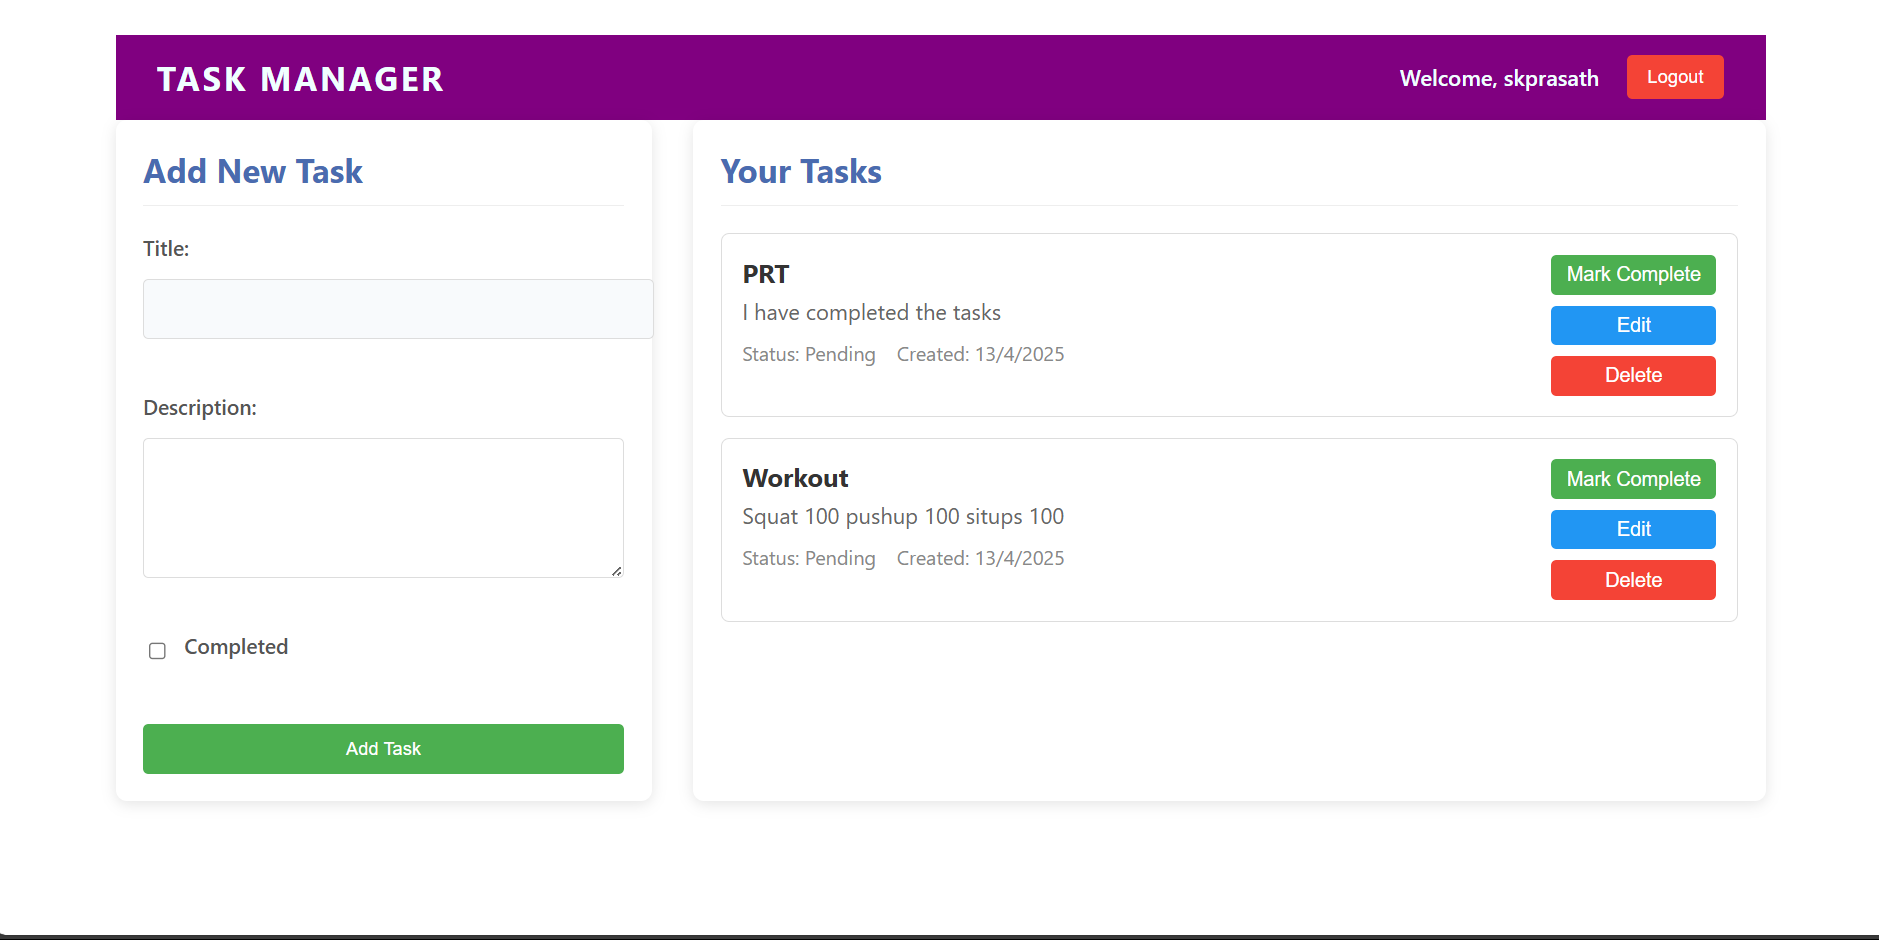 TASK MANAGER
Welcome, skprasath
Logout
Add New Task
Title:
Description:
Completed
Add Task
Your Tasks
PRT
I have completed the tasks
Status: Pending Created: 13/4/2025
Mark Complete
Edit
Delete
Workout
Squat 100 pushup 100 situps 100
Status: Pending Created: 13/4/2025
Mark Complete
Edit
Delete